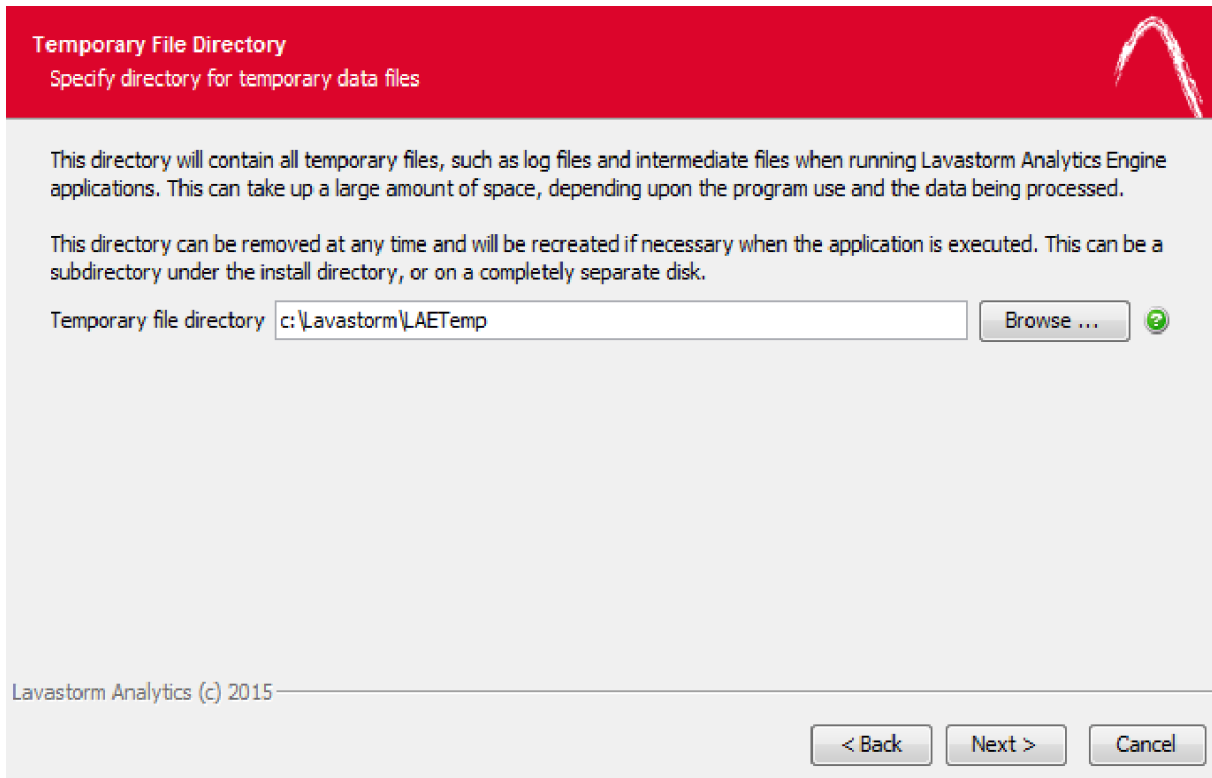 Temporary File Directory
Specify directory for temporary data files
This directory will contain all temporary files, such as log files and intermediate files when running Lavastorm Analytics Engine
applications. This can take up a large amount of space, depending upon the program use and the data being processed.
This directory can be removed at any time and will be recreated if necessary when the application is executed. This can be a
subdirectory under the install directory, or on a completely separate disk.
Temporary file directory c:\Lavastorm\LAETemp Browse ... ?
Lavastorm Analytics (c) 2015
< Back Next > Cancel